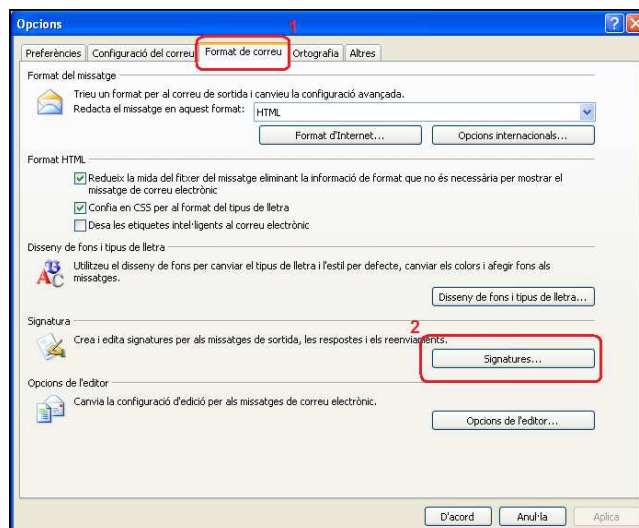 Opcions
1
Preferències Configuració del correu Format de correu Ortografia Altres
Format del missatge
Trieu un format per al correu de sortida i canvieu la configuració avançada.
Redacta el missatge en aquest format: HTML
Format d'Internet... Opcions internacionals...
Format HTML
Redueix la mida del fitxer del missatge eliminant la informació de format que no és necessària per mostrar el
missatge de correu electrònic
Confia en CSS per al format del tipus de lletra
Desa les etiquetes intel·ligents al correu electrònic
Disseny de fons i tipus de lletra
Utilitzeu el disseny de fons per canviar el tipus de lletra i l'estil per defecte, canviar els colors i afegir fons als
missatges.
Disseny de fons i tipus de lletra...
Signatura
2
Crea i edita signatures per als missatges de sortida, les respostes i els reenviaments.
Signatures...
Opcions de l'editor
Canvia la configuració d'edició per als missatges de correu electrònic.
Opcions de l'editor...
D'acord Anul·la Aplica